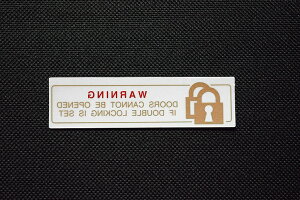 WARNING
DOORS CANNOT BE OPENED
IF DOUBLE LOCKING IS SET